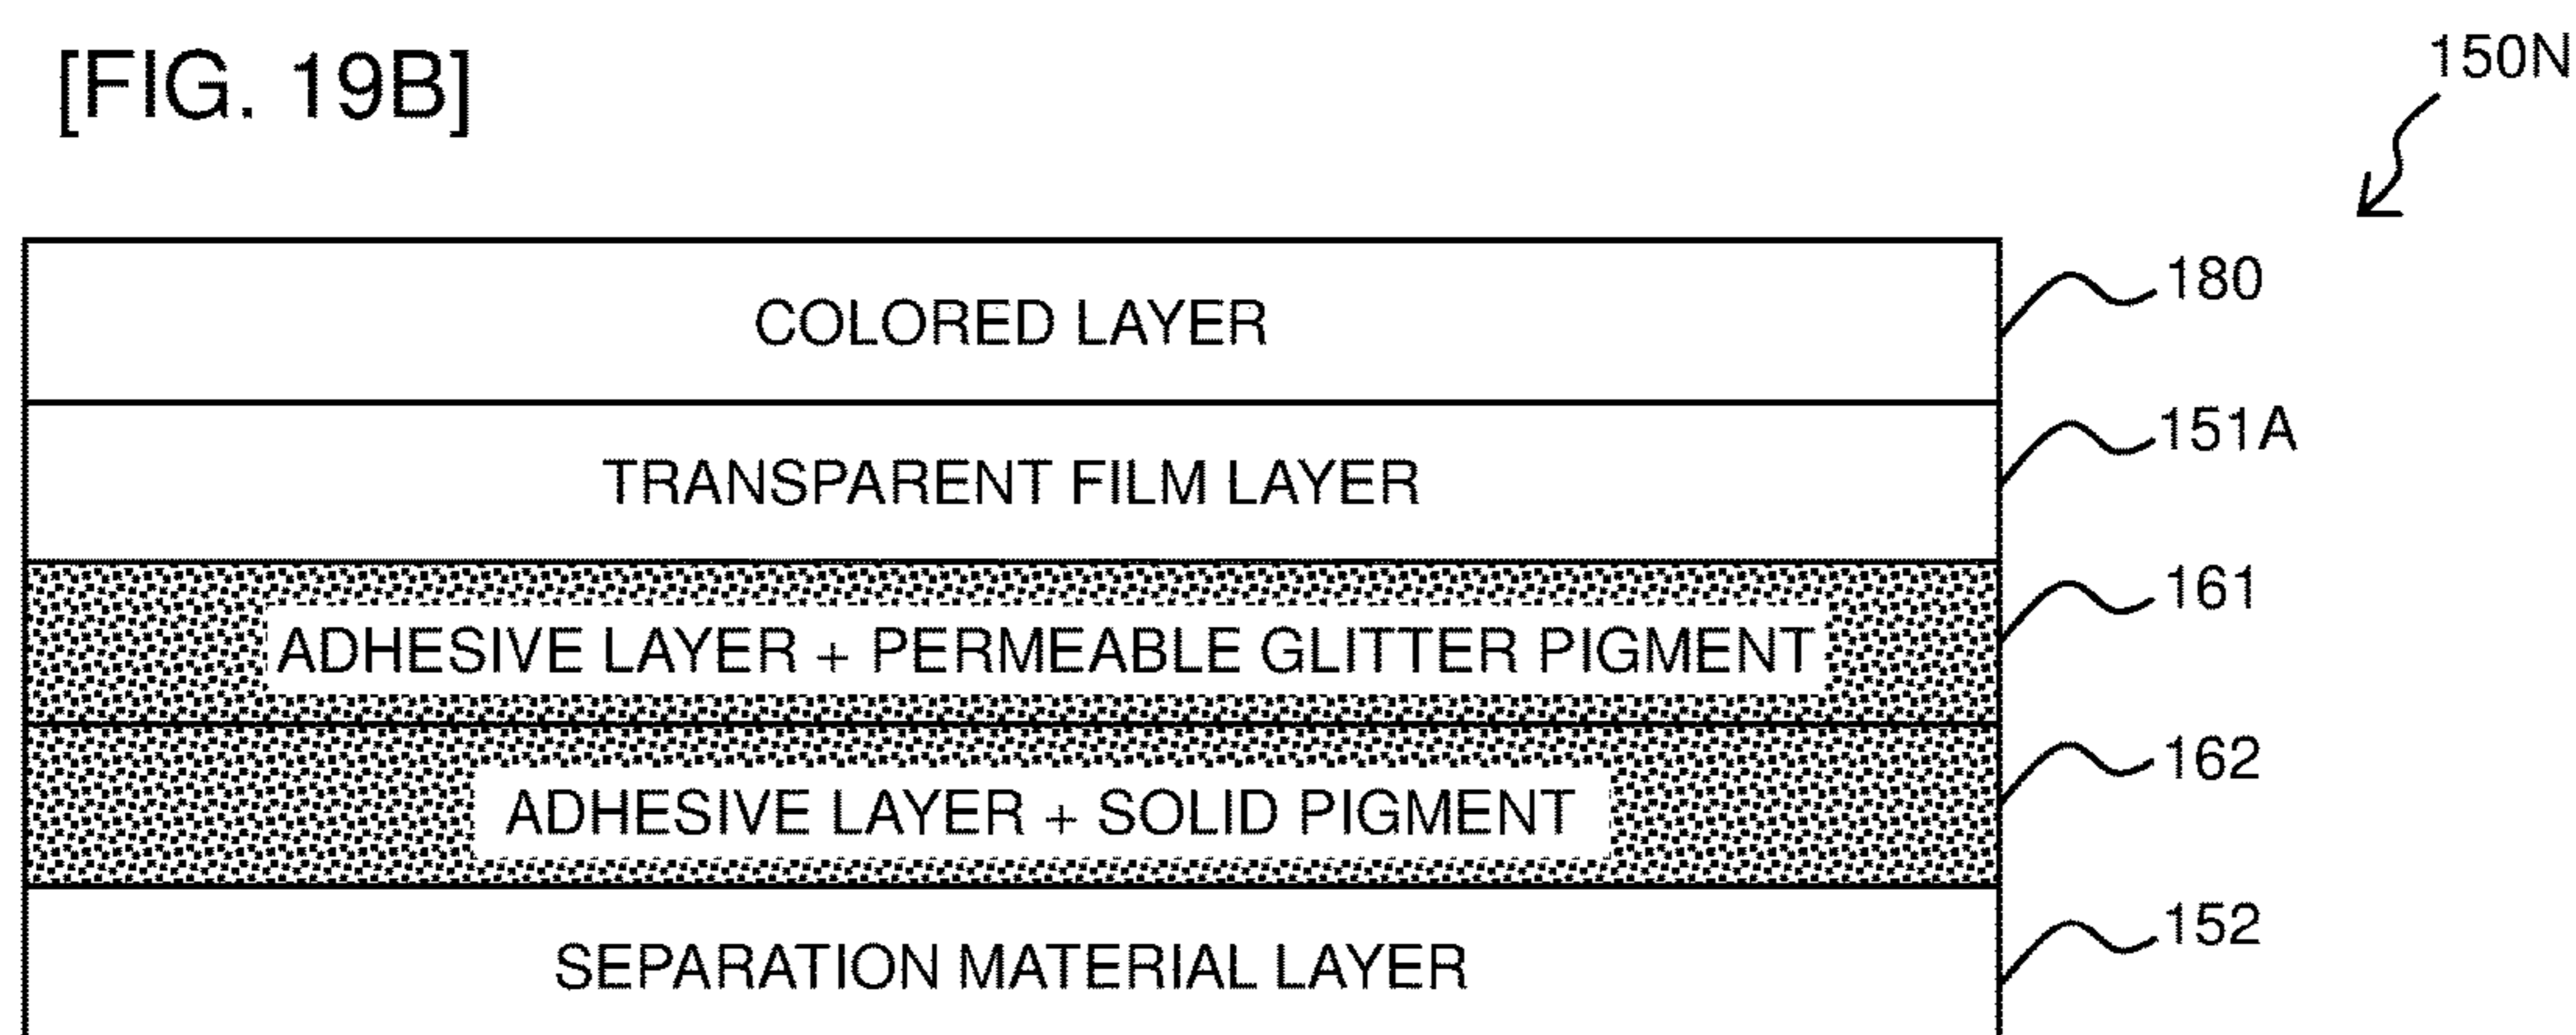 [FIG. 19B]
150N
COLORED LAYER
180
TRANSPARENT FILM LAYER
151A
ADHESIVE LAYER + PERMEABLE GLITTER PIGMENT
161
ADHESIVE LAYER + SOLID PIGMENT
162
SEPARATION MATERIAL LAYER
152